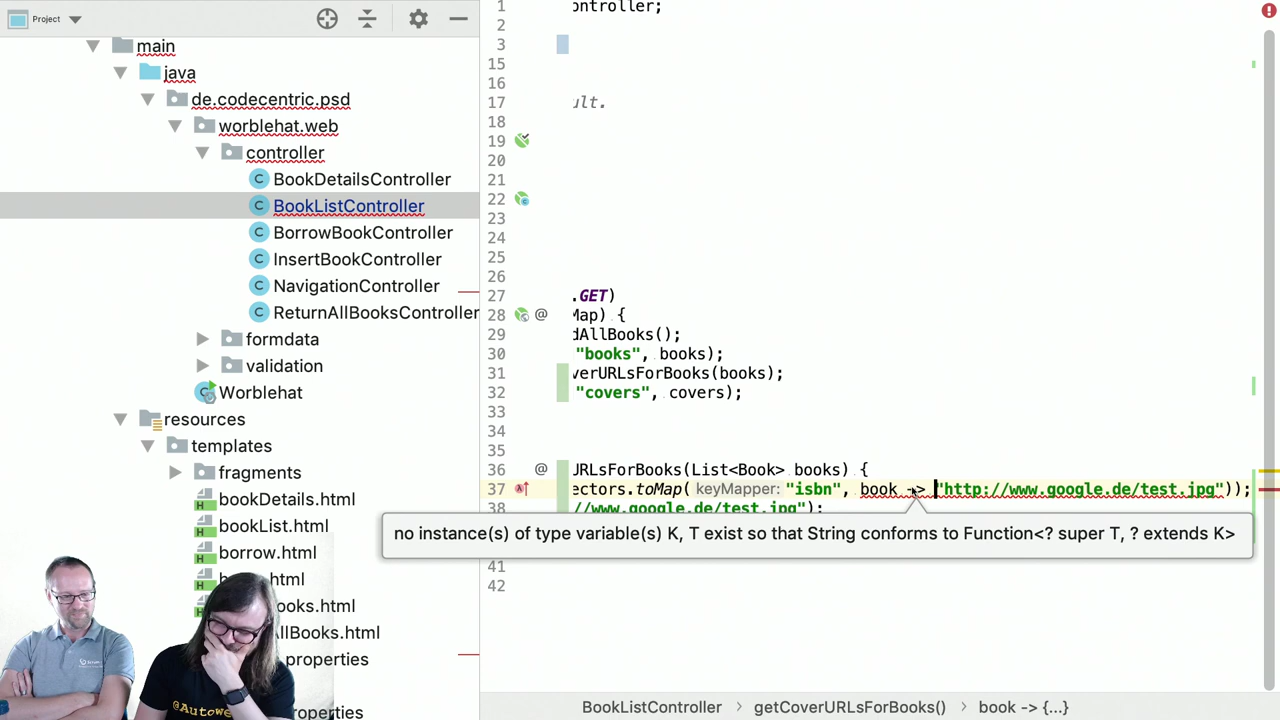 Project
main
java
de.codecentric.psd
worblehat.web
controller
BookDetailsController
BookListController
BorrowBookController
InsertBookController
NavigationController
ReturnAllBooksController
formdata
validation
Worblehat
resources
templates
fragments
bookDetails.html
bookList.html
borrow.html
.html
ooks.html
AllBooks.html
properties
operties
@Autowe
1 ontroller;
2
3
15
16
17 ult.
18
19
20
21
22
23
24
25
26
27 .GET)
28 @ Map) {
29 dAllBooks();
30 "books", books);
31 verURLsForBooks(books);
32 "covers", covers);
33
34
35
36 @ URLsForBooks(List<Book> books) {
37 ectors.toMap( keyMapper: "isbn", book -> "http://www.google.de/test.jpg"));
38 //www.google.de/test.jpg");
no instance(s) of type variable(s) K, T exist so that String conforms to Function<? super T, ? extends K>
41
42
BookListController > getCoverURLsForBooks() > book -> {...}